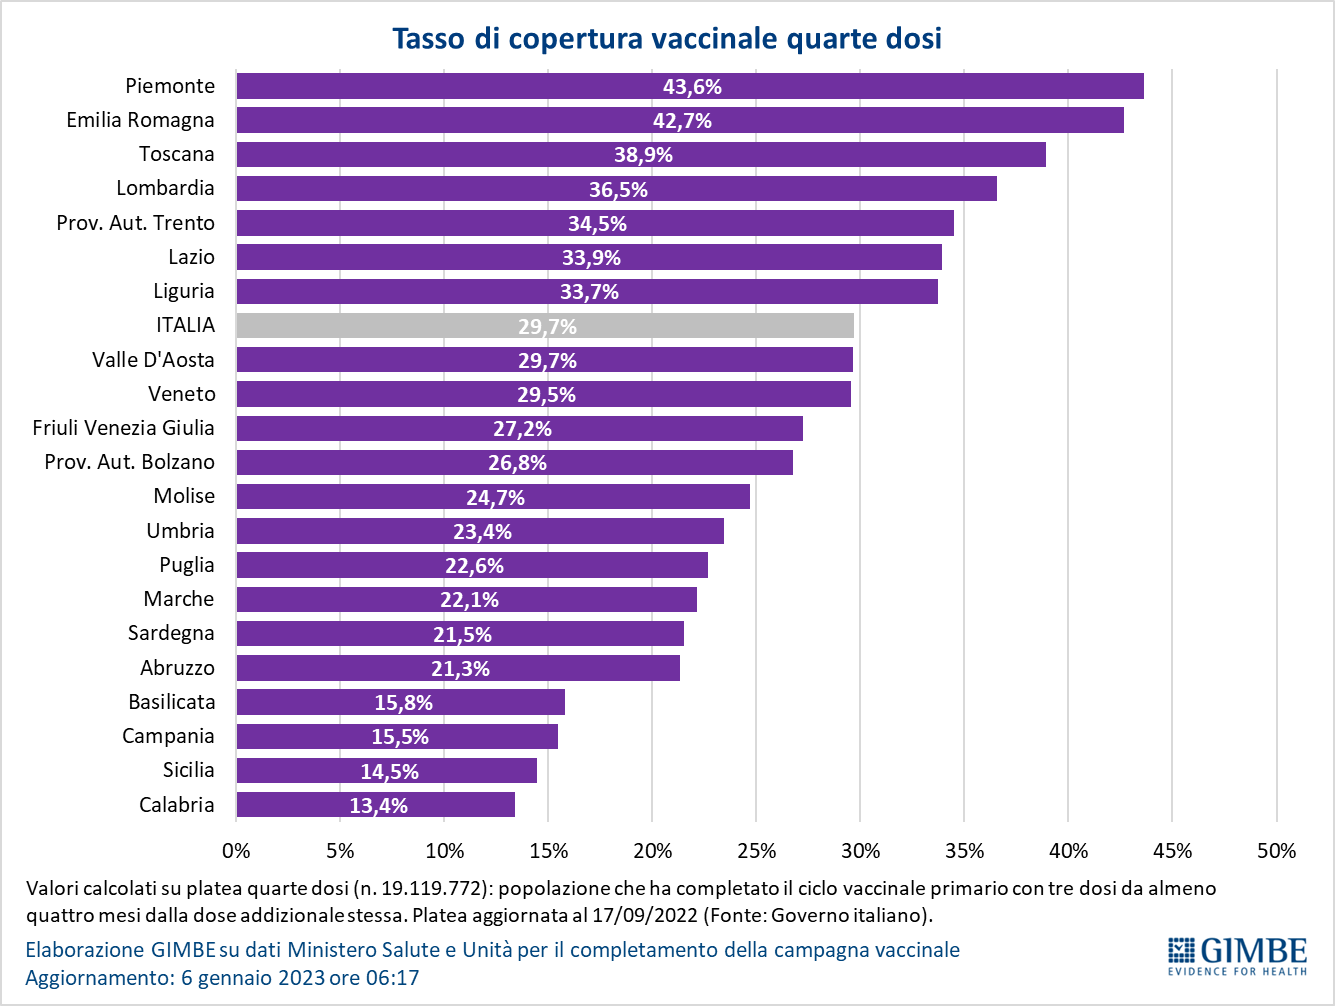 Tasso di copertura vaccinale quarte dosi
Piemonte 43,6%
Emilia Romagna 42,7%
Toscana 38,9%
Lombardia 36,5%
Prov. Aut. Trento 34,5%
Lazio 33,9%
Liguria 33,7%
ITALIA 29,7%
Valle D'Aosta 29,7%
Veneto 29,5%
Friuli Venezia Giulia 27,2%
Prov. Aut. Bolzano 26,8%
Molise 24,7%
Umbria 23,4%
Puglia 22,6%
Marche 22,1%
Sardegna 21,5%
Abruzzo 21,3%
Basilicata 15,8%
Campania 15,5%
Sicilia 14,5%
Calabria 13,4%
0% 5% 10% 15% 20% 25% 30% 35% 40% 45% 50%
Valori calcolati su platea quarte dosi (n. 19.119.772): popolazione che ha completato il ciclo vaccinale primario con tre dosi da almeno
quattro mesi dalla dose addizionale stessa. Platea aggiornata al 17/09/2022 (Fonte: Governo italiano).
Elaborazione GIMBE su dati Ministero Salute e Unità per il completamento della campagna vaccinale
Aggiornamento: 6 gennaio 2023 ore 06:17
GIMBE
EVIDENCE FOR HEALTH